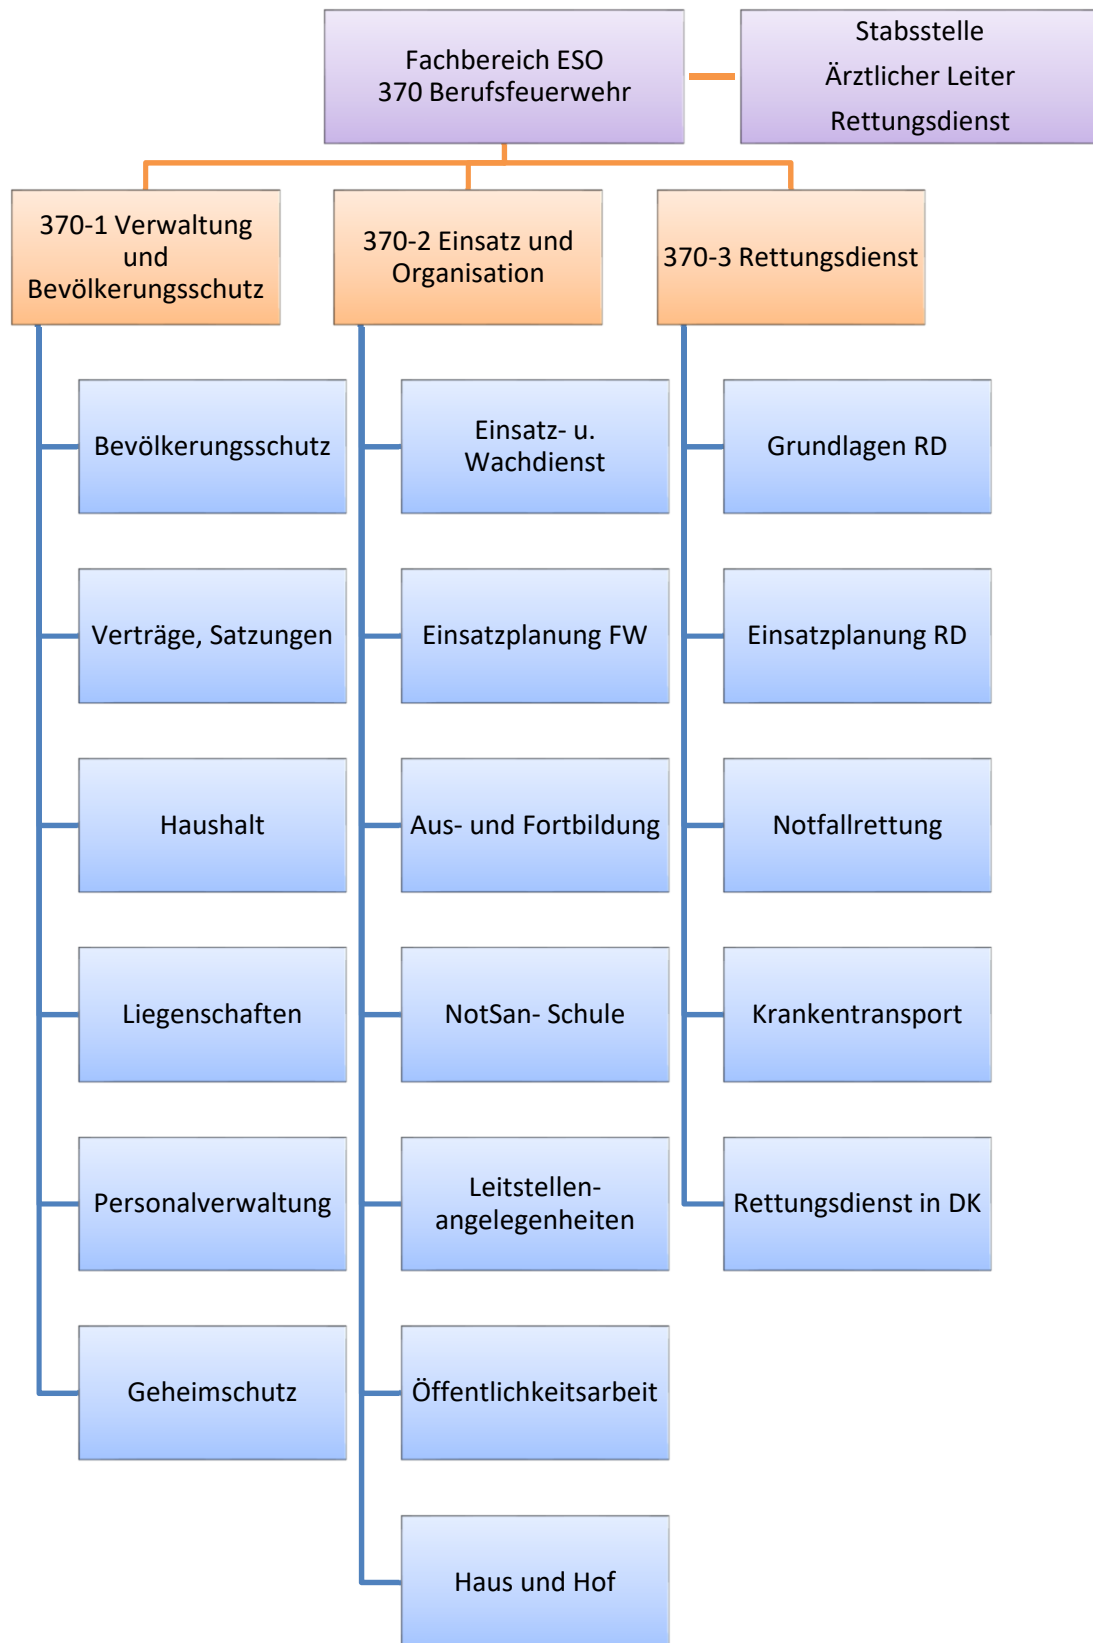 Fachbereich ESO
370 Berufsfeuerwehr
Stabsstelle
Ärztlicher Leiter
Rettungsdienst
370-1 Verwaltung
und
Bevölkerungsschutz
370-2 Einsatz und
Organisation
370-3 Rettungsdienst
Bevölkerungsschutz
Verträge, Satzungen
Haushalt
Liegenschaften
Personalverwaltung
Geheimschutz
Einsatz- u.
Wachdienst
Einsatzplanung FW
Aus- und Fortbildung
NotSan- Schule
Leitstellen-
angelegenheiten
Öffentlichkeitsarbeit
Haus und Hof
Grundlagen RD
Einsatzplanung RD
Notfallrettung
Krankentransport
Rettungsdienst in DK